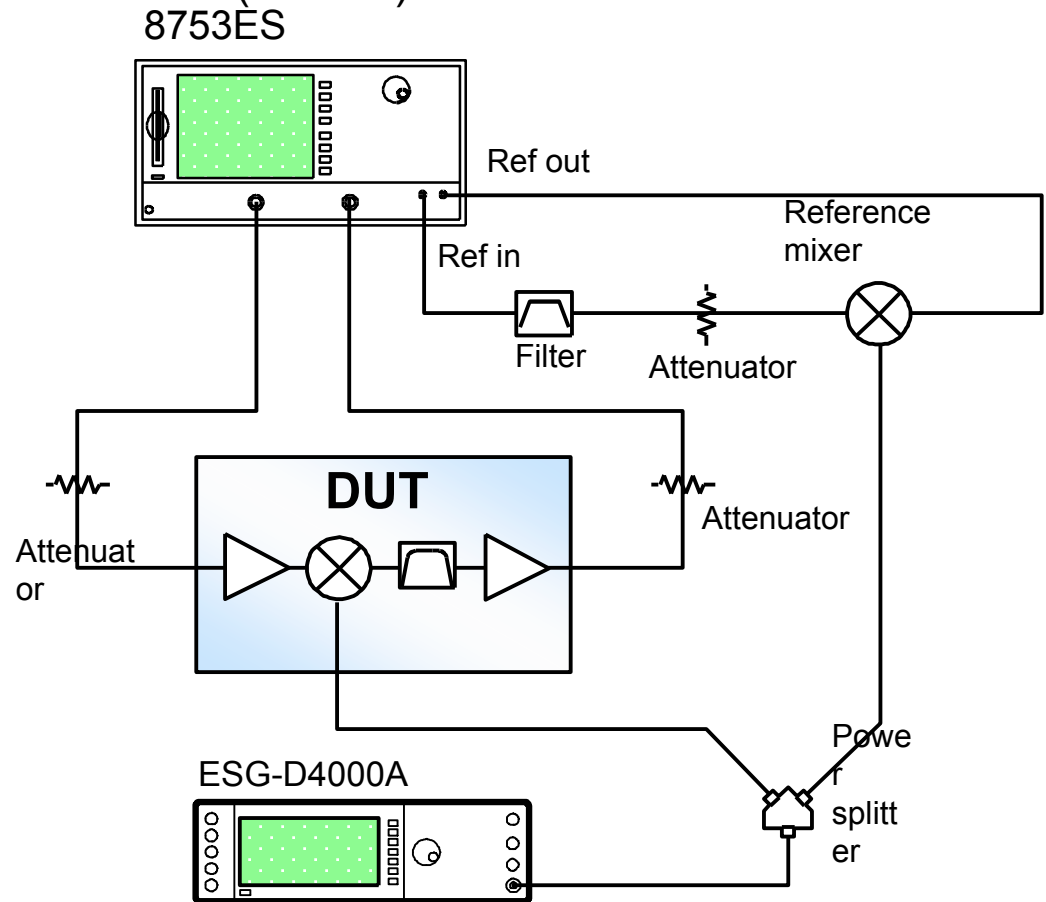 8753ES
Ref out
Reference
mixer
Ref in
Filter
Attenuator
DUT
Attenuator
Attenuat
or
Powe
r
splitt
er
ESG-D4000A